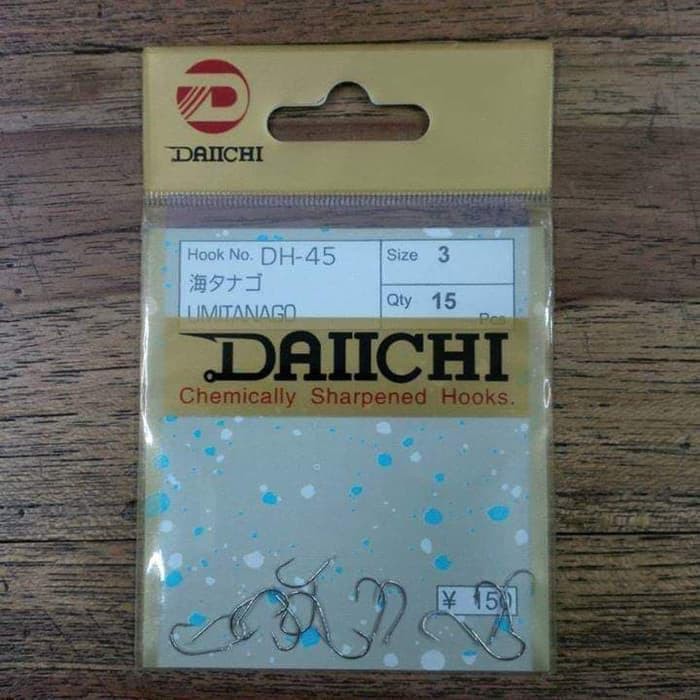 DAIICHI
Hook No. DH-45
海タナゴ
UMITANAGO
Size 3
Qty 15 Pcs
DAIICHI
Chemically Sharpened Hooks.
¥ 150